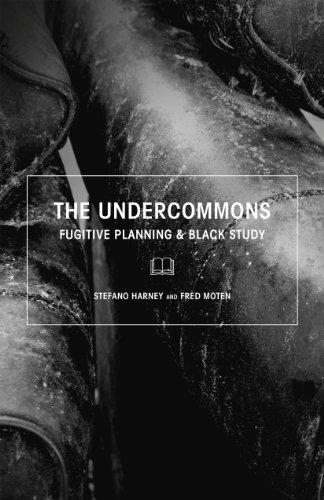 THE UNDERCOMMONS
FUGITIVE PLANNING & BLACK STUDY
STEFANO HARNEY AND FRED MOTEN